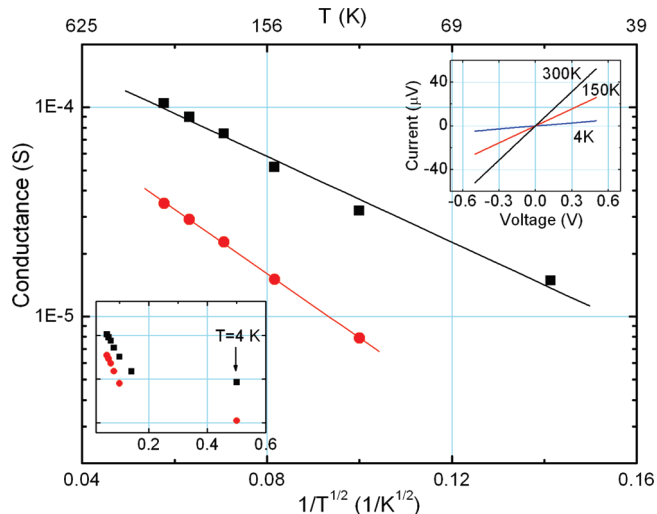 T (K)
625 156 69 39
1E-4
1E-5
Conductance (S)
0.04 0.08 0.12 0.16
1/T^1/2 (1/K^1/2)
40
0
-40
Current (μV)
300K
150K
4K
-0.6 -0.3 0.0 0.3 0.6
Voltage (V)
T=4 K
0.2 0.4 0.6